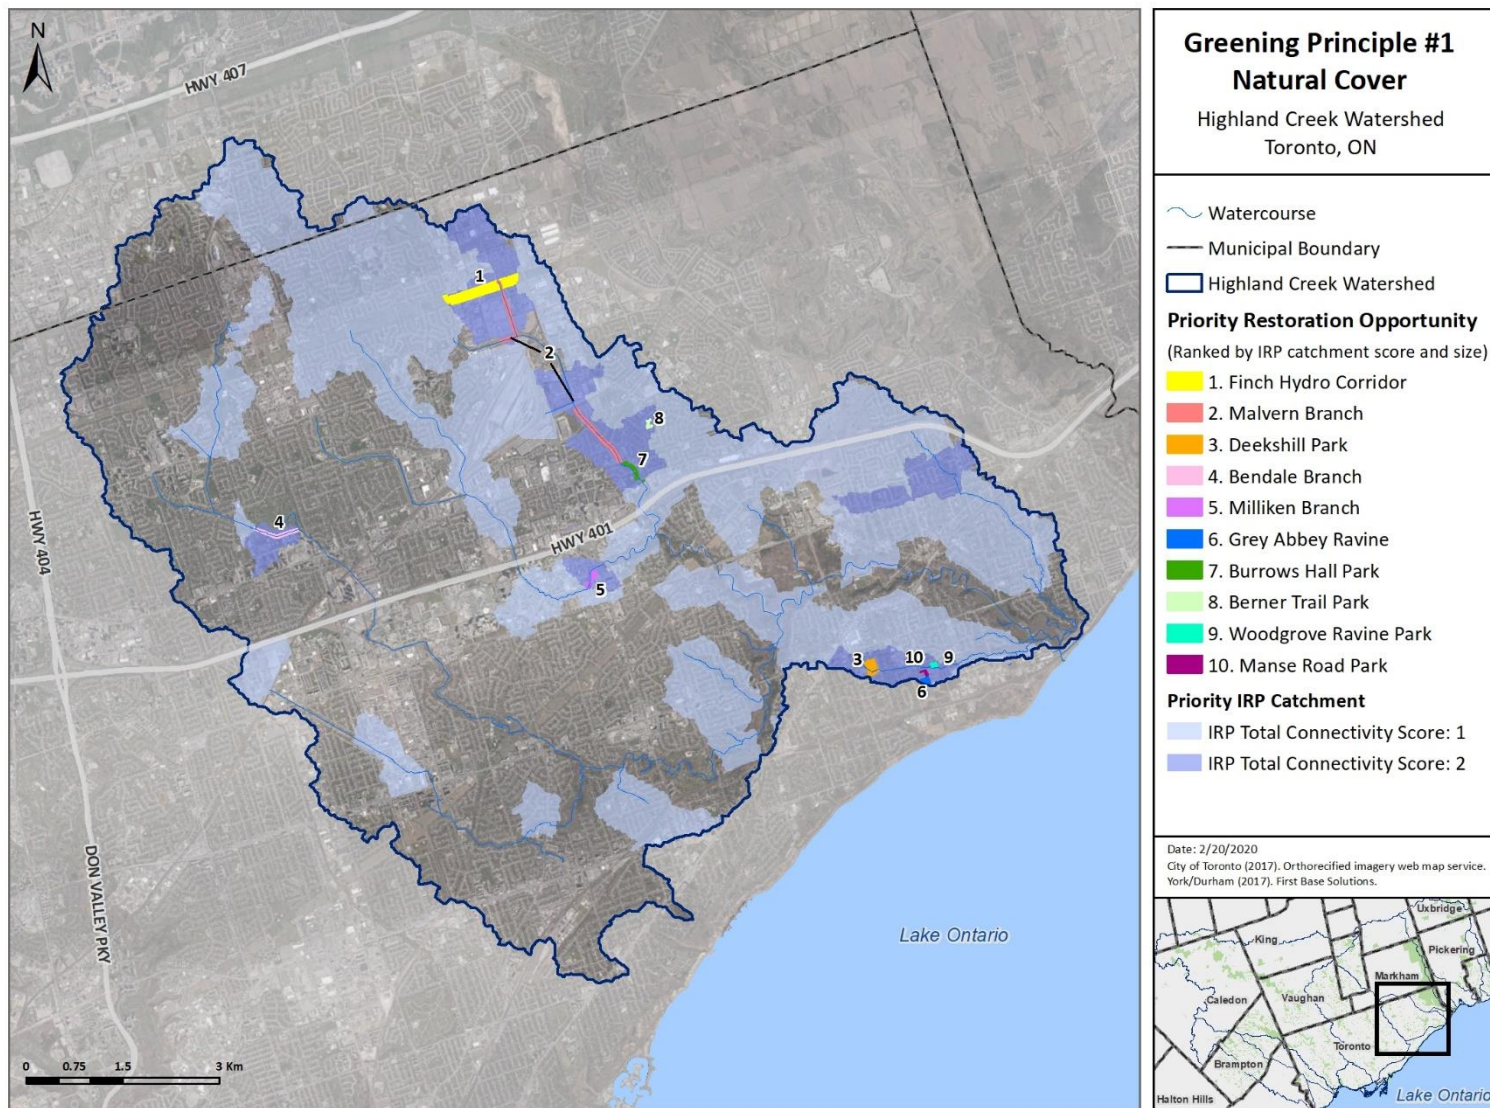 N
HWY 407
1
2
8
7
4
HWY 401
5
HWY 404
3
10
9
6
DON VALLEY PKY
Lake Ontario
0 0.75 1.5 3 Km
Greening Principle #1
Natural Cover
Highland Creek Watershed
Toronto, ON
Watercourse
Municipal Boundary
Highland Creek Watershed
Priority Restoration Opportunity
(Ranked by IRP catchment score and size)
1. Finch Hydro Corridor
2. Malvern Branch
3. Deekshill Park
4. Bendale Branch
5. Milliken Branch
6. Grey Abbey Ravine
7. Burrows Hall Park
8. Berner Trail Park
9. Woodgrove Ravine Park
10. Manse Road Park
Priority IRP Catchment
IRP Total Connectivity Score: 1
IRP Total Connectivity Score: 2
Date: 2/20/2020
City of Toronto (2017). Orthorecified imagery web map service.
York/Durham (2017). First Base Solutions.
Uxbridge
King
Pickering
Markham
Caledon
Vaughan
Toronto
Brampton
Halton Hills
Lake Ontario